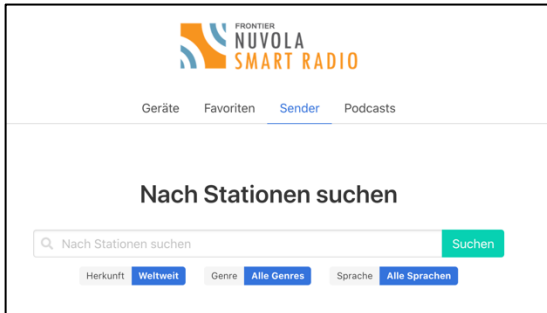 FRONTIER
NUVOLA
SMART RADIO
Geräte Favoriten Sender Podcasts
Nach Stationen suchen
Nach Stationen suchen Suchen
Herkunft Weltweit Genre Alle Genres Sprache Alle Sprachen